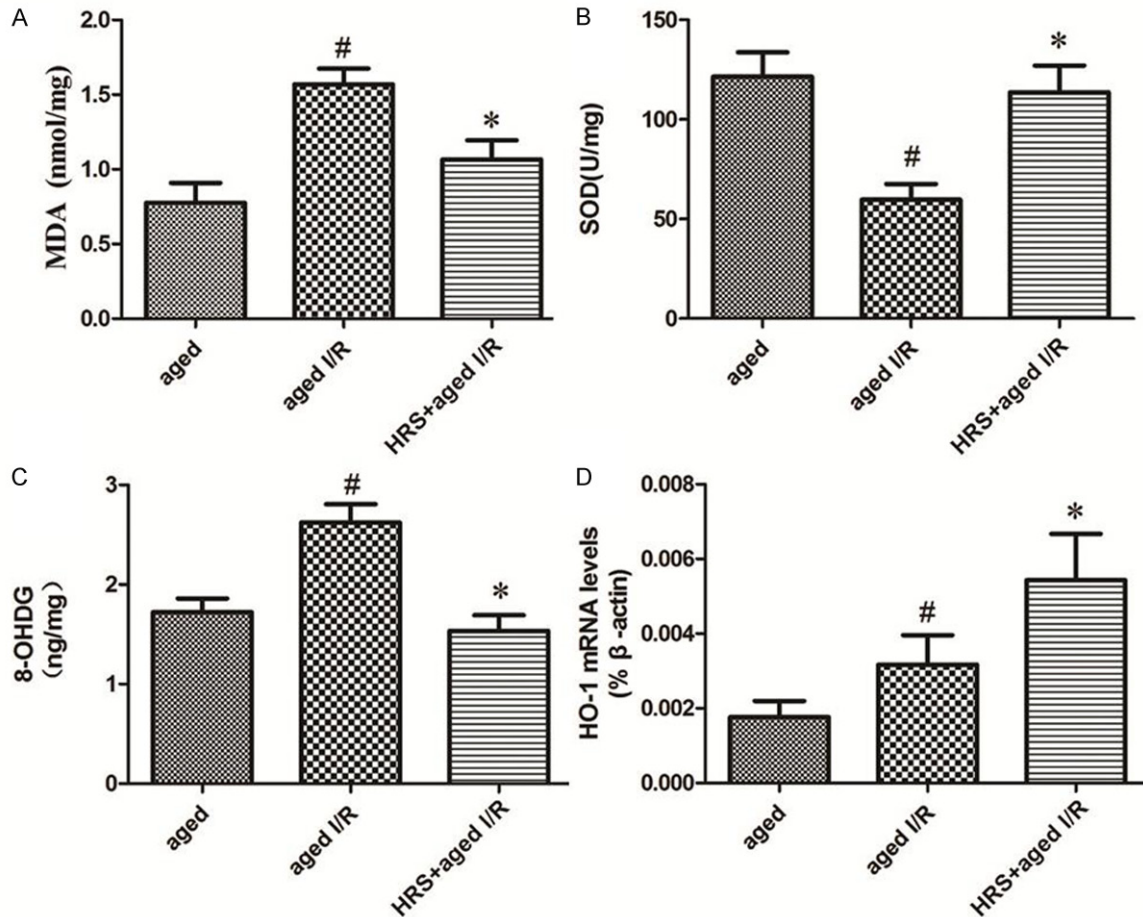 A
MDA (nmol/mg)
2.0
1.5
1.0
0.5
0.0
#
*
aged
aged I/R
HRS+aged I/R
B
SOD(U/mg)
150
100
50
0
#
*
aged
aged I/R
HRS+aged I/R
C
8-OHDG
(ng/mg)
3
2
1
0
#
*
aged
aged I/R
HRS+aged I/R
D
HO-1 mRNA levels
(% β -actin)
0.008
0.006
0.004
0.002
0.000
#
*
aged
aged I/R
HRS+aged I/R